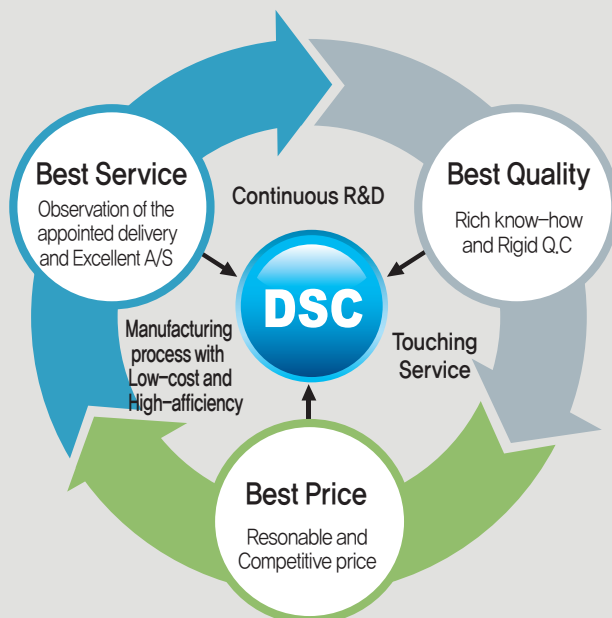 Best Service
Observation of the
appointed delivery
and Excellent A/S
Continuous R&D
Best Quality
Rich know-how
and Rigid Q.C
DSC
Manufacturing
process with
Low-cost and
High-afficiency
Touching
Service
Best Price
Resonable and
Competitive price